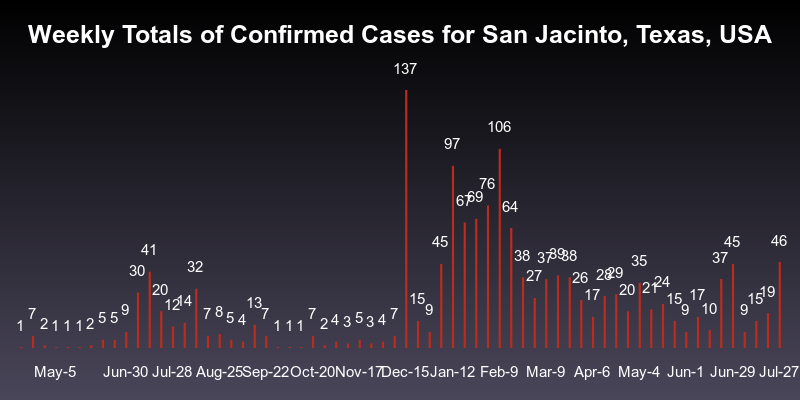 Weekly Totals of Confirmed Cases for San Jacinto, Texas, USA
137
106
97
76
67 69
64
45 45 46
41
38 37 39 38 37
35
32
30
27 26 28 29
24
20 20 21 19
17 17
12 14 13 15 15 15
9 9 9 10 9
7 7 8 7 7 7
5 5 5 4 4 5 4
1 2 1 1 1 2 1 1 1 2 3 3
May-5 Jun-30 Jul-28 Aug-25 Sep-22 Oct-20 Nov-17 Dec-15 Jan-12 Feb-9 Mar-9 Apr-6 May-4 Jun-1 Jun-29 Jul-27